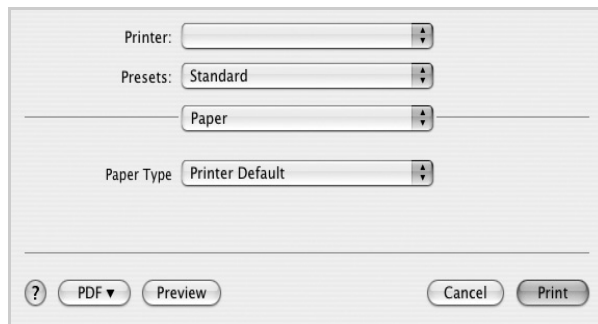 Printer:
Presets: Standard
Paper
Paper Type Printer Default
? PDF▼ Preview Cancel Print